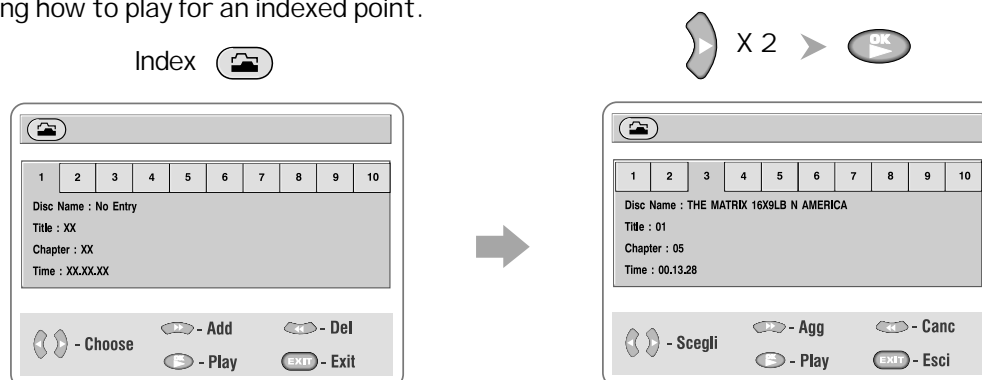 ng how to play for an indexed point.
Index
X 2
OK
1 2 3 4 5 6 7 8 9 10
Disc Name : No Entry
Title : XX
Chapter : XX
Time : XX.XX.XX
- Choose
- Add
- Del
- Play
EXIT - Exit
1 2 3 4 5 6 7 8 9 10
Disc Name : THE MATRIX 16X9LB N AMERICA
Title : 01
Chapter : 05
Time : 00.13.28
- Scegli
- Agg
- Canc
- Play
EXIT - Esci